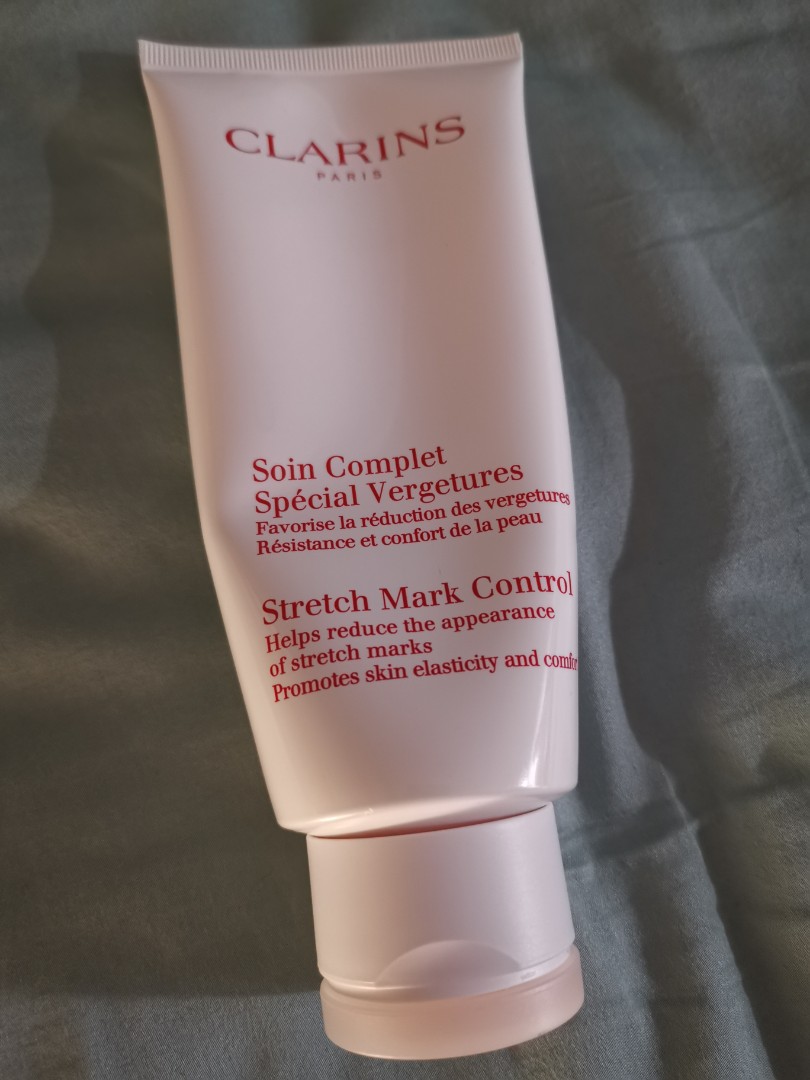 CLARINS
PARIS
Soin Complet
Spécial Vergetures
Favorise la réduction des vergetures
Résistance et confort de la peau
Stretch Mark Control
Helps reduce the appearance
of stretch marks
Promotes skin elasticity and